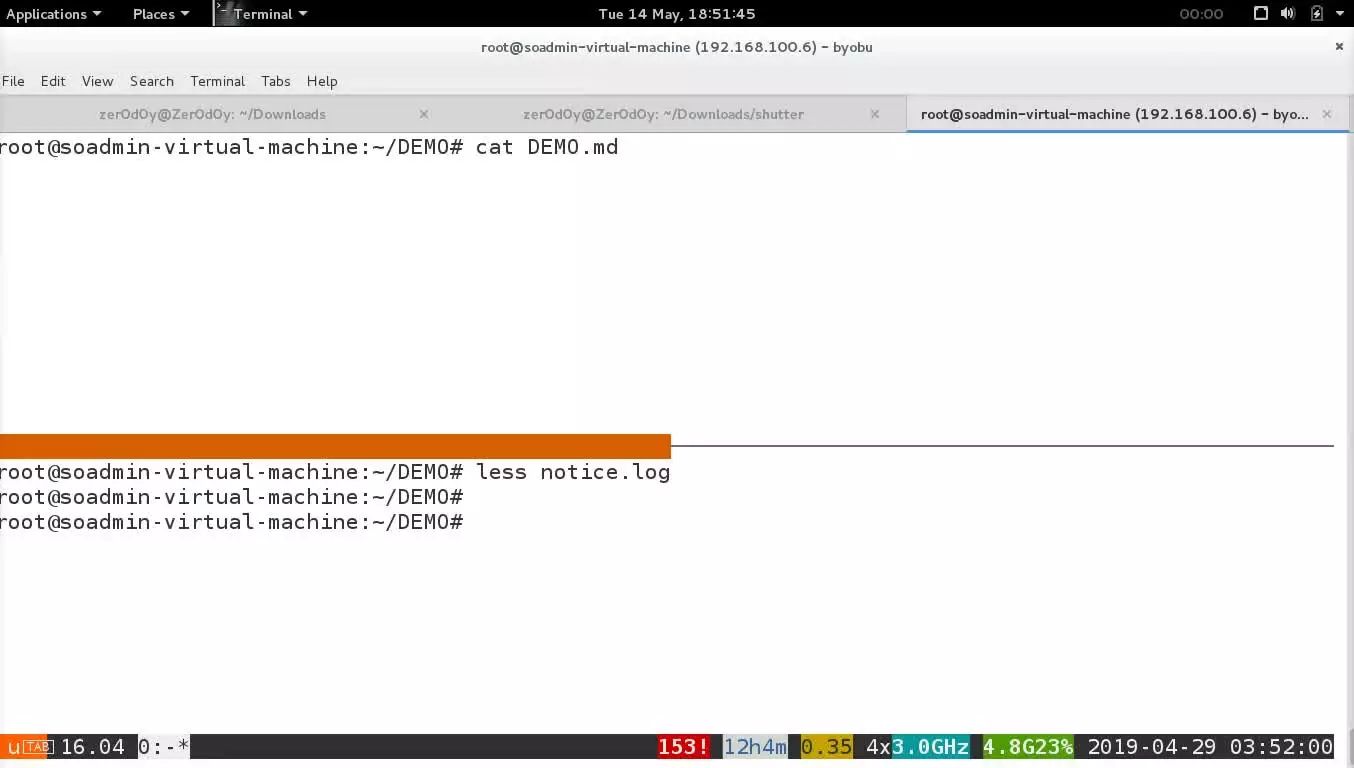 Applications Places Terminal Tue 14 May, 18:51:45 00:00
root@soadmin-virtual-machine (192.168.100.6) - byobu
File Edit View Search Terminal Tabs Help
zer0d0y@Zer0d0y: ~/Downloads zer0d0y@Zer0d0y: ~/Downloads/shutter root@soadmin-virtual-machine (192.168.100.6) - byo...
root@soadmin-virtual-machine:~/DEMO# cat DEMO.md
root@soadmin-virtual-machine:~/DEMO# less notice.log
root@soadmin-virtual-machine:~/DEMO#
root@soadmin-virtual-machine:~/DEMO#
u TAB 16.04 0:-* 153! 12h4m 0.35 4x3.0GHz 4.8G23% 2019-04-29 03:52:00